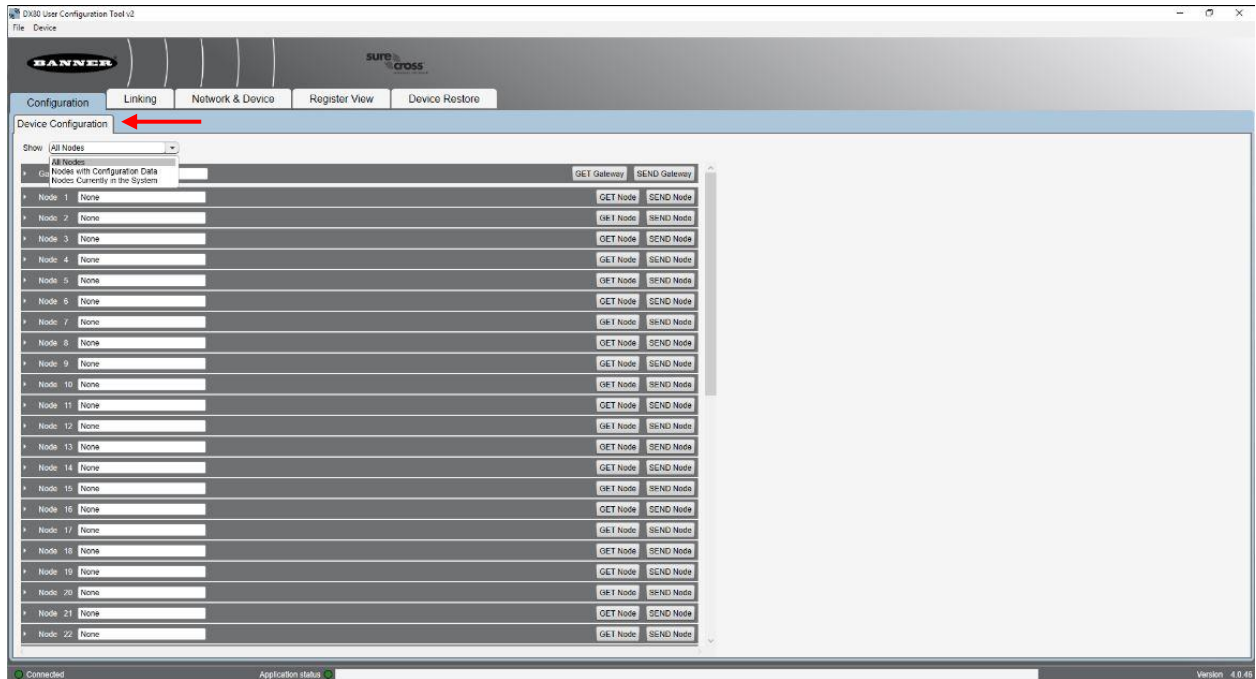 DX80 User Configuration Tool v2
File Device
BANNER
sure cross
Configuration Linking Network & Device Register View Device Restore
Device Configuration
Show All Nodes
All Nodes
Nodes with Configuration Data
Nodes Currently in the System
GET Gateway SEND Gateway
Node 1 None GET Node SEND Node
Node 2 None GET Node SEND Node
Node 3 None GET Node SEND Node
Node 4 None GET Node SEND Node
Node 5 None GET Node SEND Node
Node 6 None GET Node SEND Node
Node 7 None GET Node SEND Node
Node 8 None GET Node SEND Node
Node 9 None GET Node SEND Node
Node 10 None GET Node SEND Node
Node 11 None GET Node SEND Node
Node 12 None GET Node SEND Node
Node 13 None GET Node SEND Node
Node 14 None GET Node SEND Node
Node 15 None GET Node SEND Node
Node 16 None GET Node SEND Node
Node 17 None GET Node SEND Node
Node 18 None GET Node SEND Node
Node 19 None GET Node SEND Node
Node 20 None GET Node SEND Node
Node 21 None GET Node SEND Node
Node 22 None GET Node SEND Node
Connected Application status Version 4.0.46